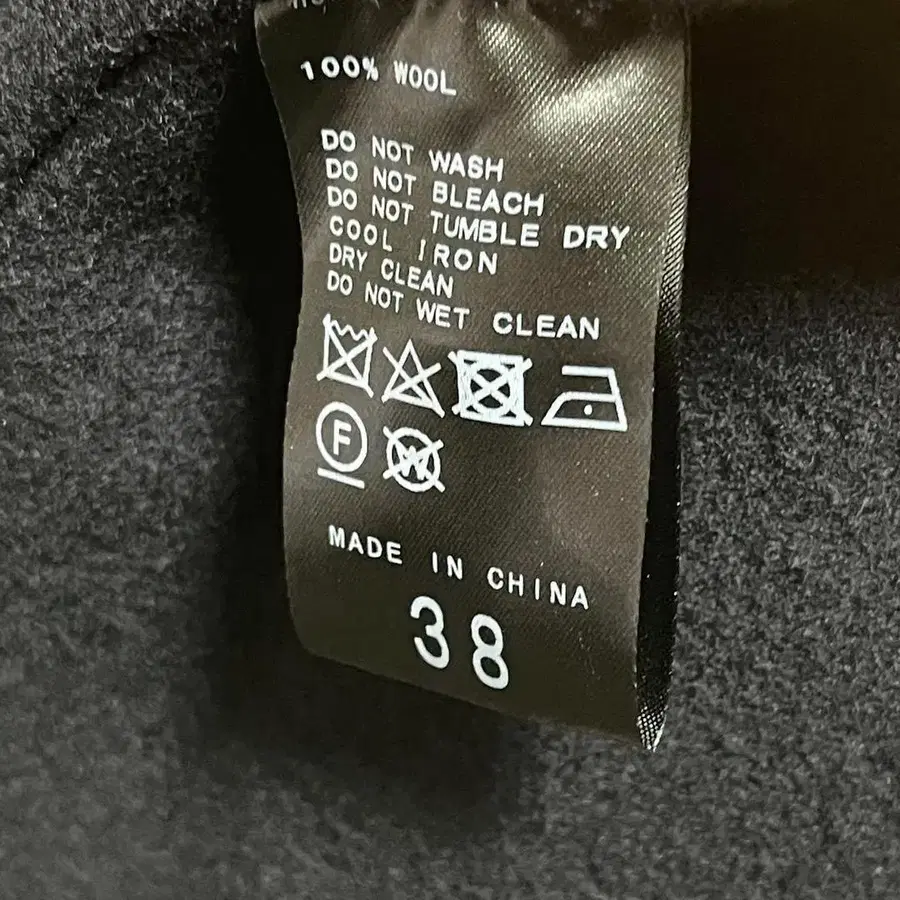 100% WOOL
DO NOT WASH
DO NOT BLEACH
DO NOT TUMBLE DRY
COOL IRON
DRY CLEAN
DO NOT WET CLEAN
F W
MADE IN CHINA
38